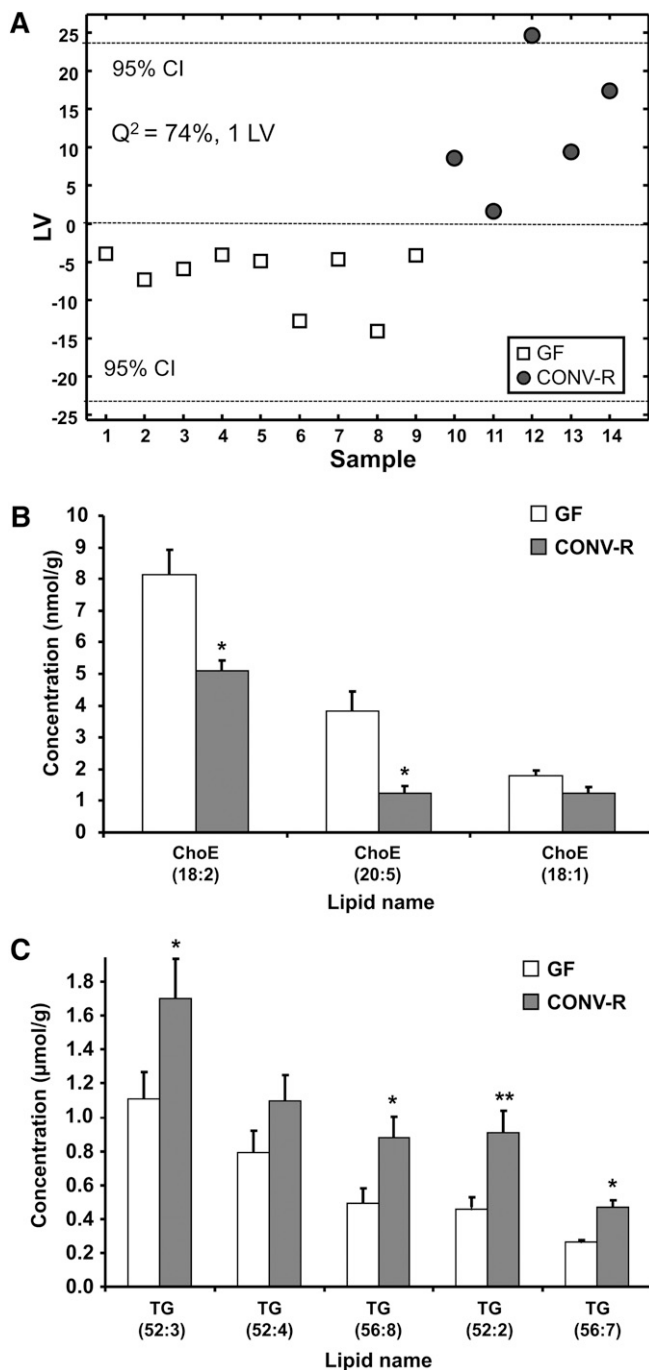 A
25
20
15
10
5
0
-5
-10
-15
-20
-25
LV
95% CI
Q² = 74%, 1 LV
95% CI
GF
CONV-R
1 2 3 4 5 6 7 8 9 10 11 12 13 14
Sample
B
10
9
8
7
6
5
4
3
2
1
0
Concentration (nmol/g)
GF
CONV-R
*
*
ChoE ChoE ChoE
(18:2) (20:5) (18:1)
Lipid name
C
1.8
1.6
1.4
1.2
1.0
0.8
0.6
0.4
0.2
0.0
Concentration (µmol/g)
GF
CONV-R
*
*
**
*
TG TG TG TG TG
(52:3) (52:4) (56:8) (52:2) (56:7)
Lipid name